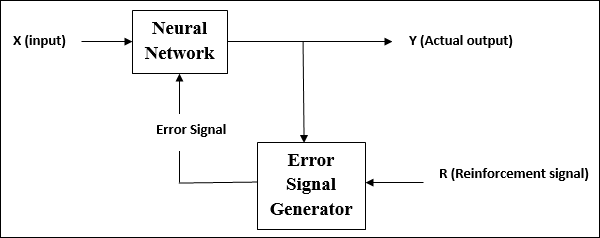 X (input)
Neural
Network
Y (Actual output)
Error Signal
Error
Signal
Generator
R (Reinforcement signal)